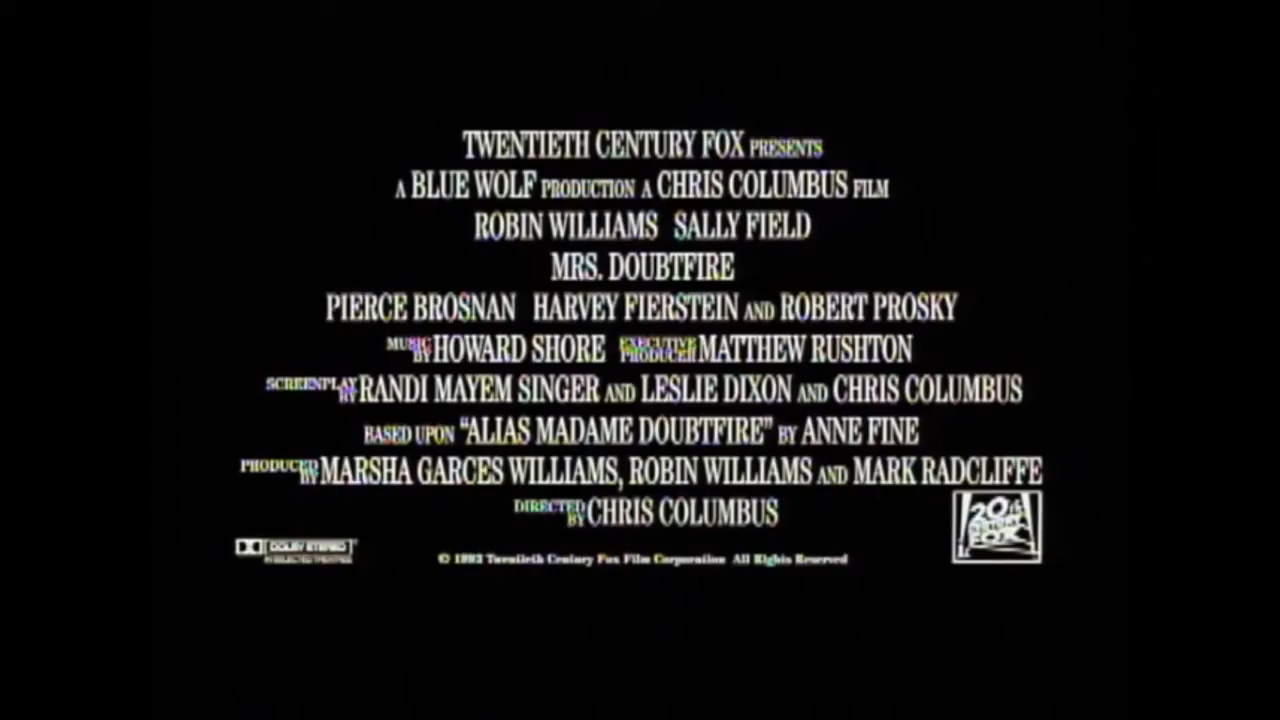 TWENTIETH CENTURY FOX PRESENTS
A BLUE WOLF PRODUCTION A CHRIS COLUMBUS FILM
ROBIN WILLIAMS SALLY FIELD
MRS. DOUBTFIRE
PIERCE BROSNAN HARVEY FIERSTEIN AND ROBERT PROSKY
MUSIC BY HOWARD SHORE EXECUTIVE PRODUCER MATTHEW RUSHTON
SCREENPLAY BY RANDI MAYEM SINGER AND LESLIE DIXON AND CHRIS COLUMBUS
BASED UPON "ALIAS MADAME DOUBTFIRE" BY ANNE FINE
PRODUCED BY MARSHA GARCES WILLIAMS, ROBIN WILLIAMS AND MARK RADCLIFFE
DIRECTED BY CHRIS COLUMBUS
20th CENTURY FOX
DOLBY STEREO
IN SELECTED THEATRES
© 1993 Twentieth Century Fox Film Corporation All Rights Reserved